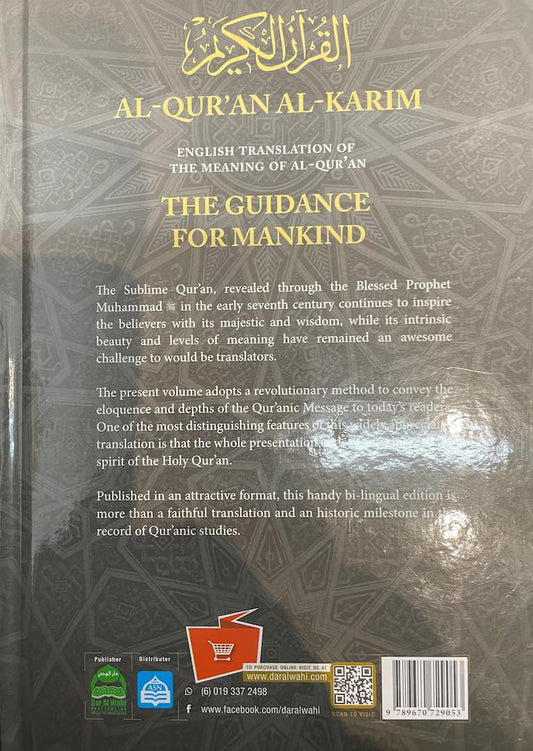 القرآن الكريم
AL-QUR'AN AL-KARIM
ENGLISH TRANSLATION OF
THE MEANING OF AL-QUR'AN
THE GUIDANCE
FOR MANKIND
The Sublime Qur'an, revealed through the Blessed Prophet
Muhammad ﷺ in the early seventh century continues to inspire
the believers with its majestic and wisdom, while its intrinsic
beauty and levels of meaning have remained an awesome
challenge to would be translators.
The present volume adopts a revolutionary method to convey the
eloquence and depths of the Qur'anic Message to today's readers.
One of the most distinguishing features of this widely appreciated
translation is that the whole presentation
spirit of the Holy Qur'an.
Published in an attractive format, this handy bi-lingual edition is
more than a faithful translation and an historic milestone in the
record of Qur'anic studies.
Publisher
Distributor
دار الوحي
Dar Al Wahi
ASN
TO PURCHASE ONLINE VISIT US AT
www.daralwahi.com
(6) 019 337 2498
www.facebook.com/daralwahi
SCAN TO VISIT
9 789670 729053